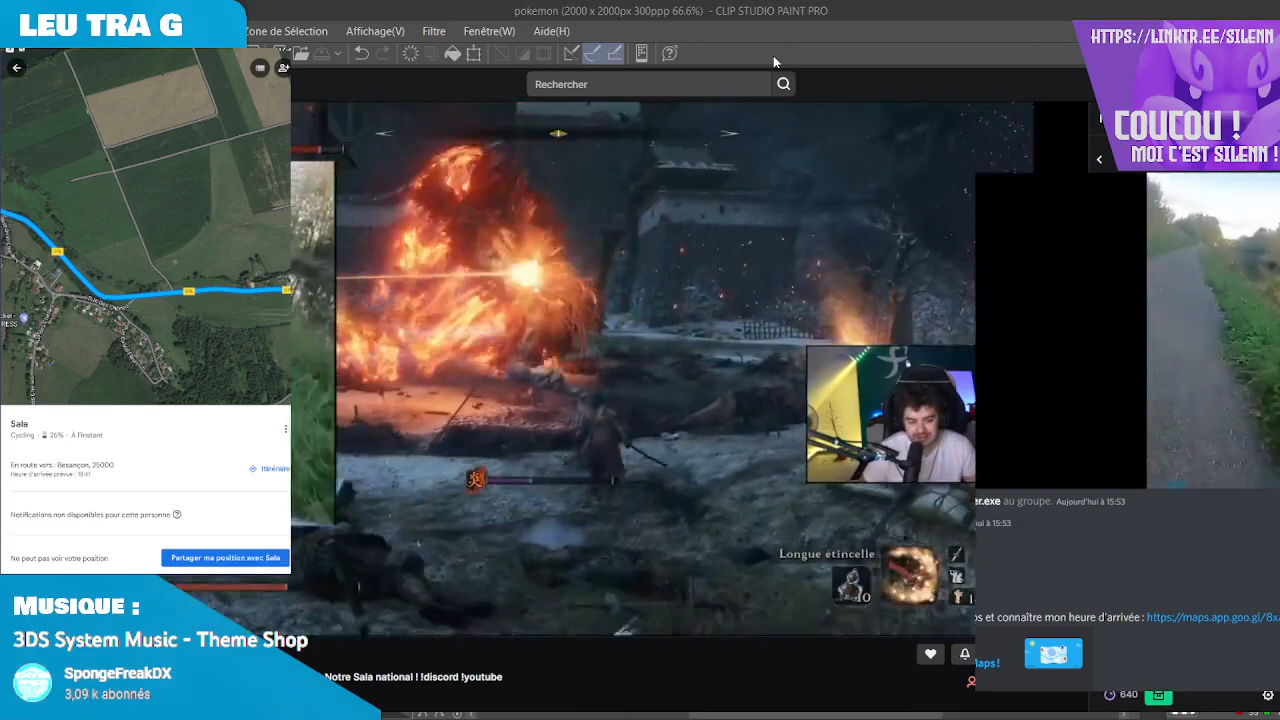 pokemon (2000 x 2000px 300ppp 66.6%) - CLIP STUDIO PAINT PRO
LEU TRA G
one de Sélection
Affichage(V)
Filtre
Fenêtre(W)
Aide(H)
HTTPS://LINKTR.EE/SILENN
COUCOU !
MOI C'EST SILENN !
Rechercher
Sala
Cycling · 26% · À l'instant
En route vers : Besançon, 25000
Heure d'arrivée prévue : 18:41
Itinéraire
Notifications non disponibles pour cette personne
Ne peut pas voir votre position
Partager ma position avec Sala
Longue étincelle
10
er.exe au groupe. Aujourd'hui à 15:53
hui à 15:53
os et connaître mon heure d'arrivée : https://maps.app.goo.gl/8x
Maps!
Musique :
3DS System Music - Theme Shop
SpongeFreakDX
3,09 k abonnés
Notre Sala national ! !discord !youtube
640